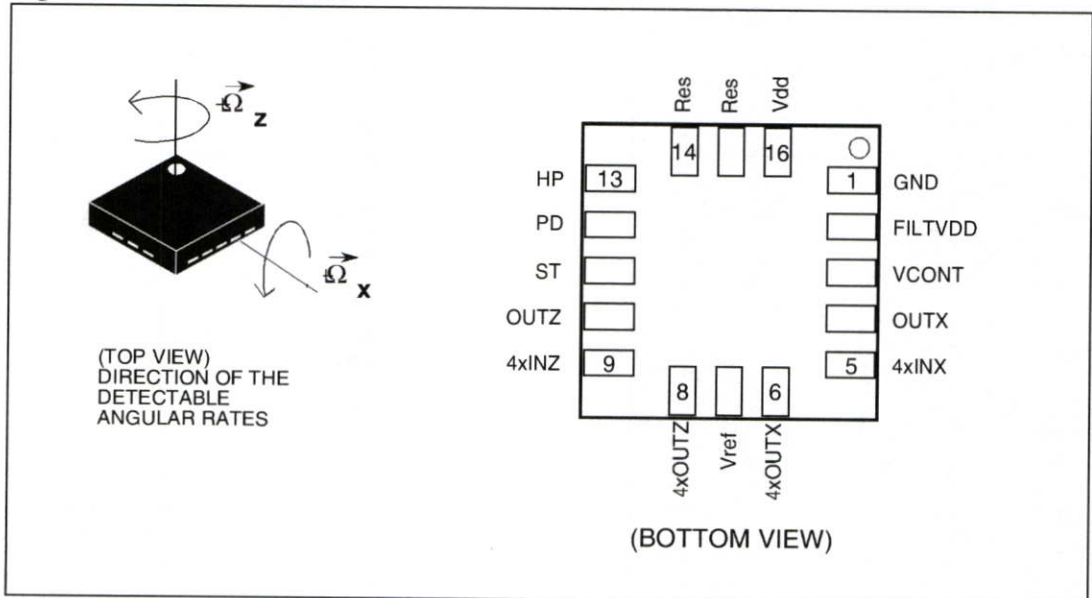 +Ω Z
+Ω X
(TOP VIEW)
DIRECTION OF THE
DETECTABLE
ANGULAR RATES
Res
Res
Vdd
14
16
HP
13
1
GND
PD
FILTVDD
ST
VCONT
OUTZ
OUTX
4xINZ
9
5
4xINX
8
6
4xOUTZ
Vref
4xOUTX
(BOTTOM VIEW)